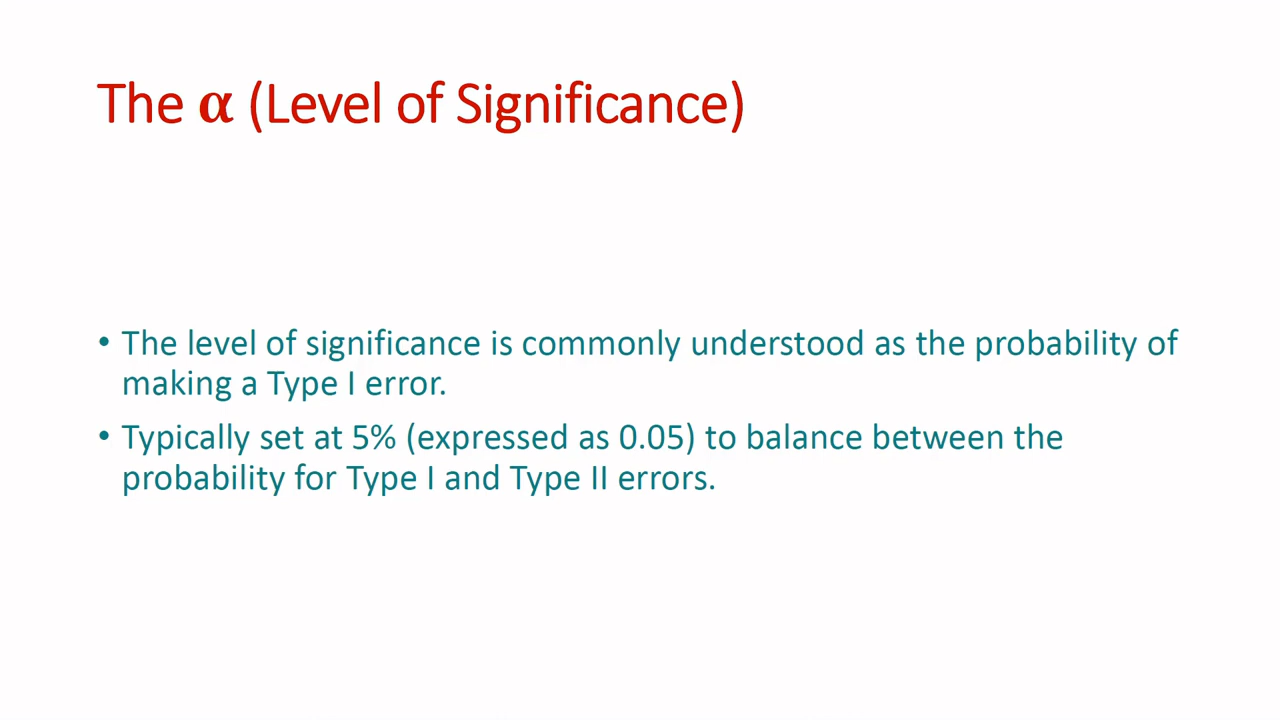 The α (Level of Significance)
• The level of significance is commonly understood as the probability of
making a Type I error.
• Typically set at 5% (expressed as 0.05) to balance between the
probability for Type I and Type II errors.